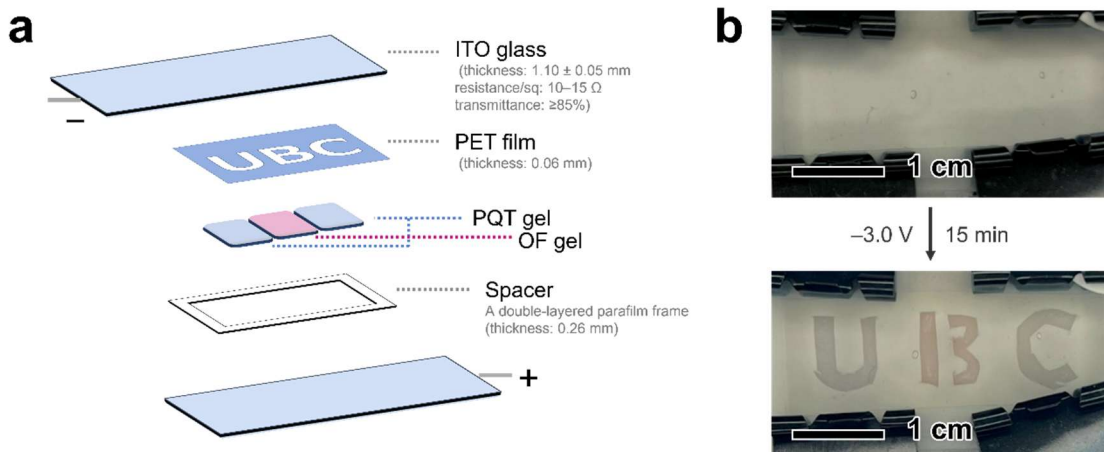 a
ITO glass
(thickness: 1.10 ± 0.05 mm
resistance/sq: 10–15 Ω
transmittance: ≥85%)
–
PET film
(thickness: 0.06 mm)
UBC
PQT gel
OF gel
Spacer
A double-layered parafilm frame
(thickness: 0.26 mm)
+
b
1 cm
–3.0 V
15 min
UBC
1 cm